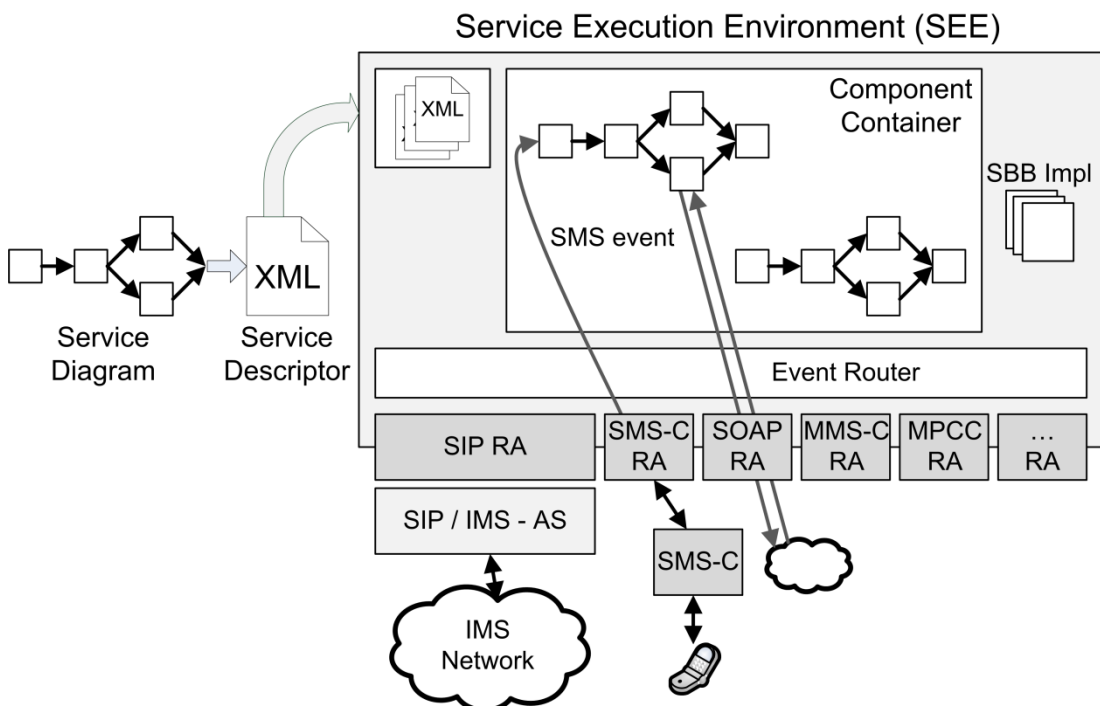 Service Execution Environment (SEE)
XML
Component
Container
SBB Impl
SMS event
XML
Service
Diagram
Service
Descriptor
Event Router
SIP RA
SMS-C
RA
SOAP
RA
MMS-C
RA
MPCC
RA
…
RA
SIP / IMS - AS
SMS-C
IMS
Network